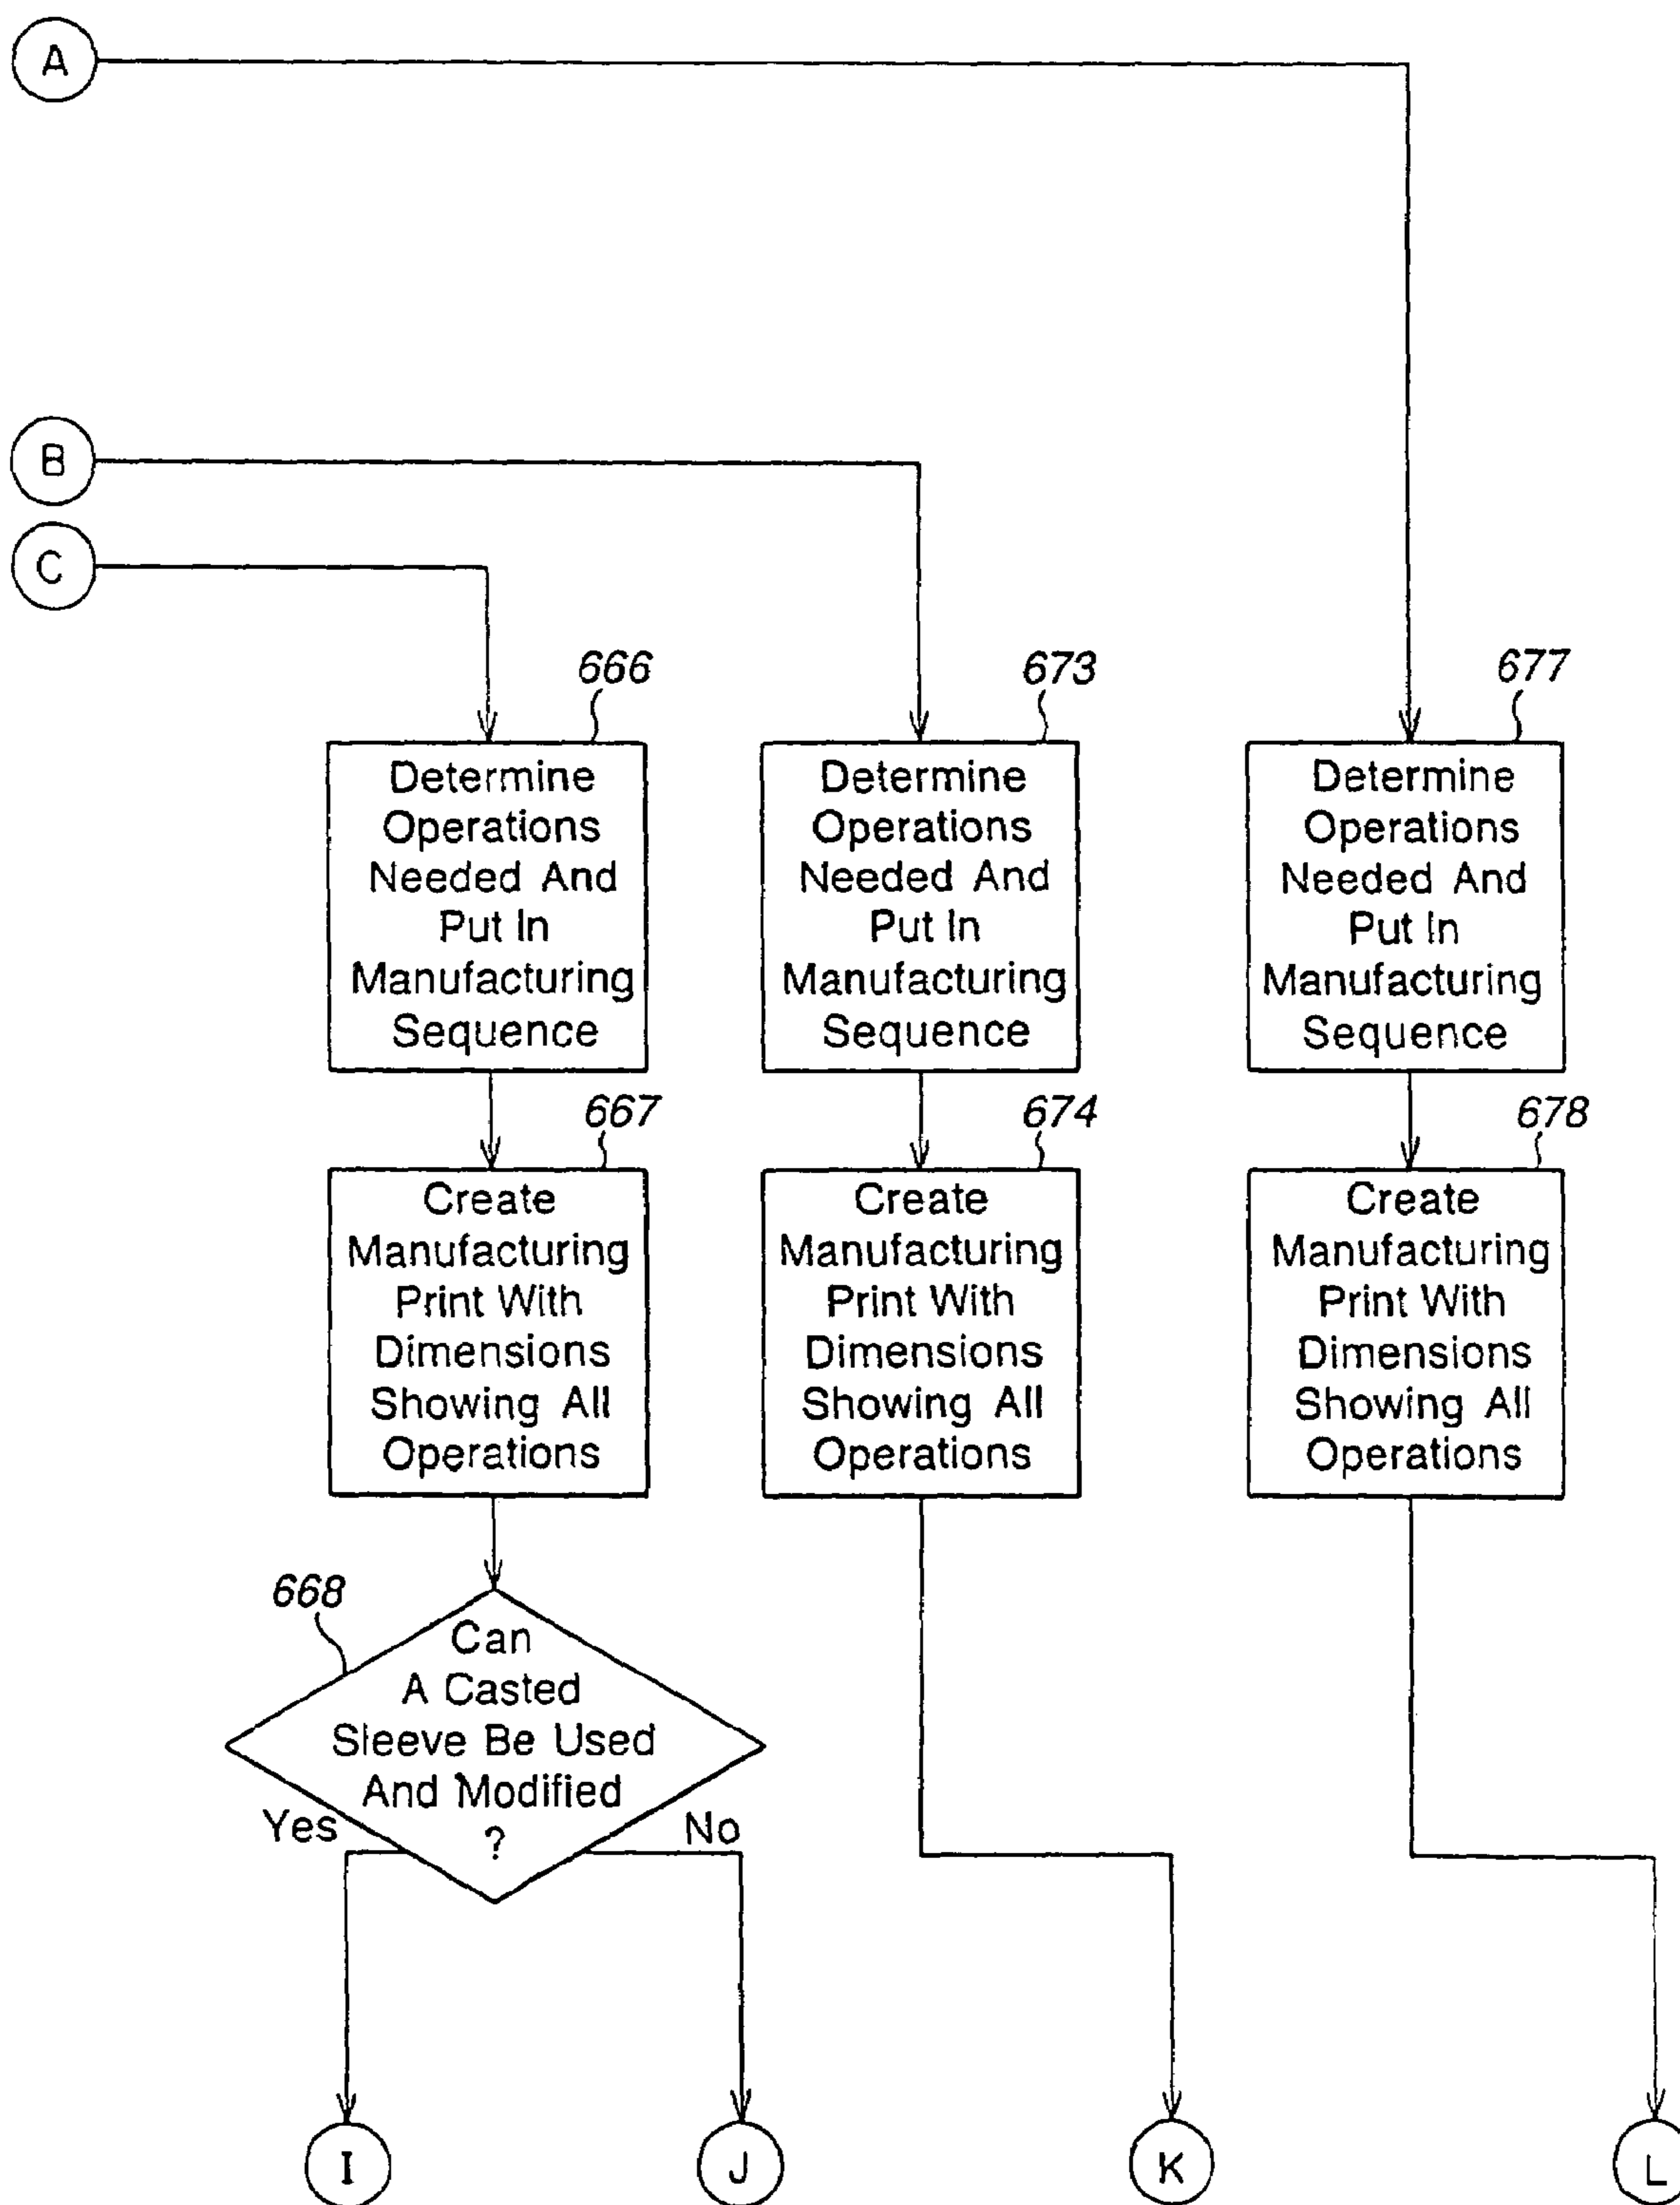 A
B
C
666
Determine
Operations
Needed And
Put In
Manufacturing
Sequence
673
Determine
Operations
Needed And
Put In
Manufacturing
Sequence
677
Determine
Operations
Needed And
Put In
Manufacturing
Sequence
667
Create
Manufacturing
Print With
Dimensions
Showing All
Operations
674
Create
Manufacturing
Print With
Dimensions
Showing All
Operations
678
Create
Manufacturing
Print With
Dimensions
Showing All
Operations
668
Can
A Casted
Sleeve Be Used
And Modified
?
Yes
No
I
J
K
L